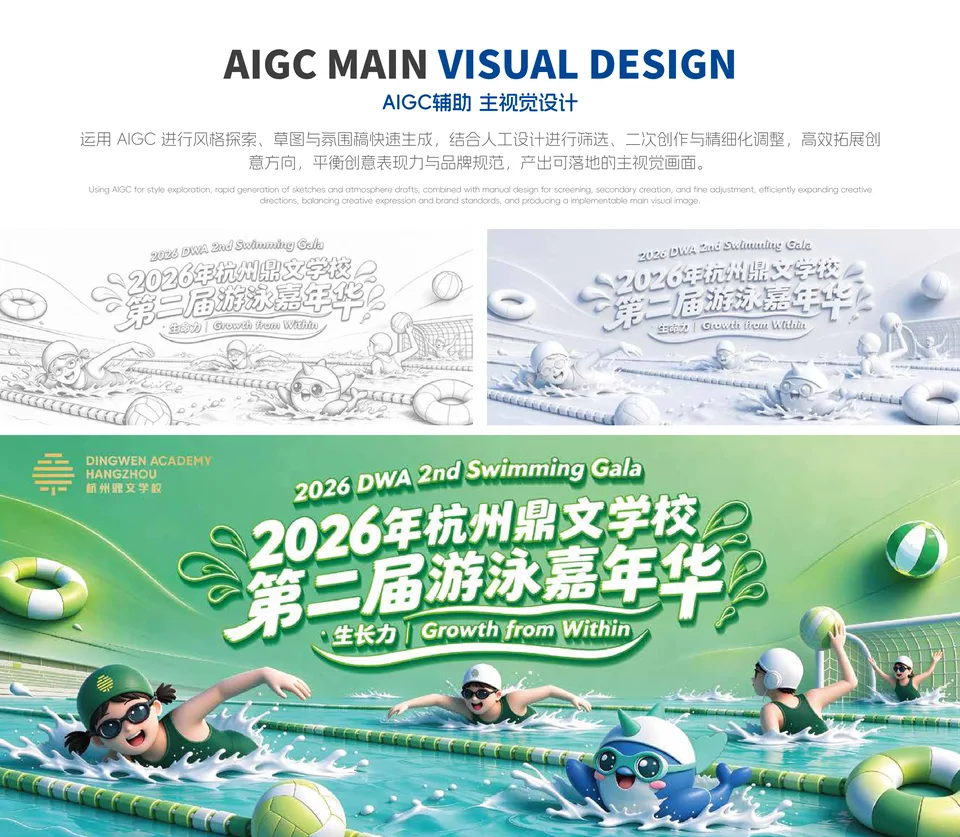 AIGC MAIN VISUAL DESIGN
AIGC辅助 主视觉设计
运用 AIGC 进行风格探索、草图与氛围稿快速生成，结合人工设计进行筛选、二次创作与精细化调整，高效拓展创
意方向，平衡创意表现力与品牌规范，产出可落地的主视觉画面。
Using AIGC for style exploration, rapid generation of sketches and atmosphere drafts, combined with manual design for screening, secondary creation, and fine adjustment, efficiently expanding creative
directions, balancing creative expression and brand standards, and producing a implementable main visual image.
2026 DWA 2nd Swimming Gala
2026年杭州鼎文学校
第二届游泳嘉年华
生命力 | Growth from Within
2026 DWA 2nd Swimming Gala
2026年杭州鼎文学校
第二届游泳嘉年华
生命力 | Growth from Within
DINGWEN ACADEMY
HANGZHOU
杭州鼎文学校
2026 DWA 2nd Swimming Gala
2026年杭州鼎文学校
第二届游泳嘉年华
·生长力 | Growth from Within